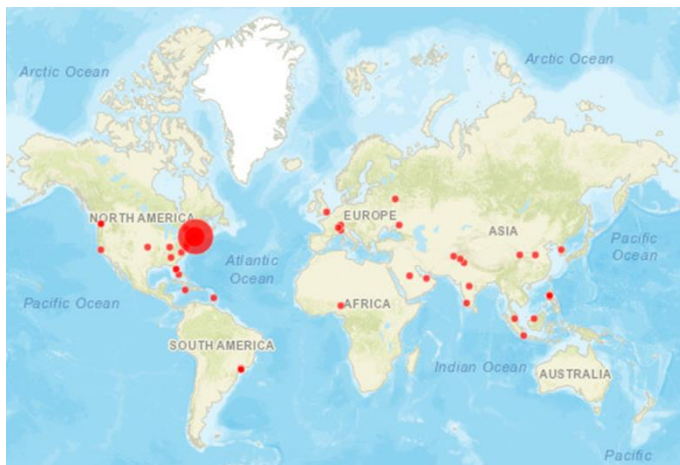 Arctic Ocean
Arctic Ocean
NORTH AMERICA
EUROPE
ASIA
Pacific
Ocean
Atlantic
Ocean
Pacific Ocean
AFRICA
SOUTH AMERICA
Indian Ocean
AUSTRALIA
Pacific